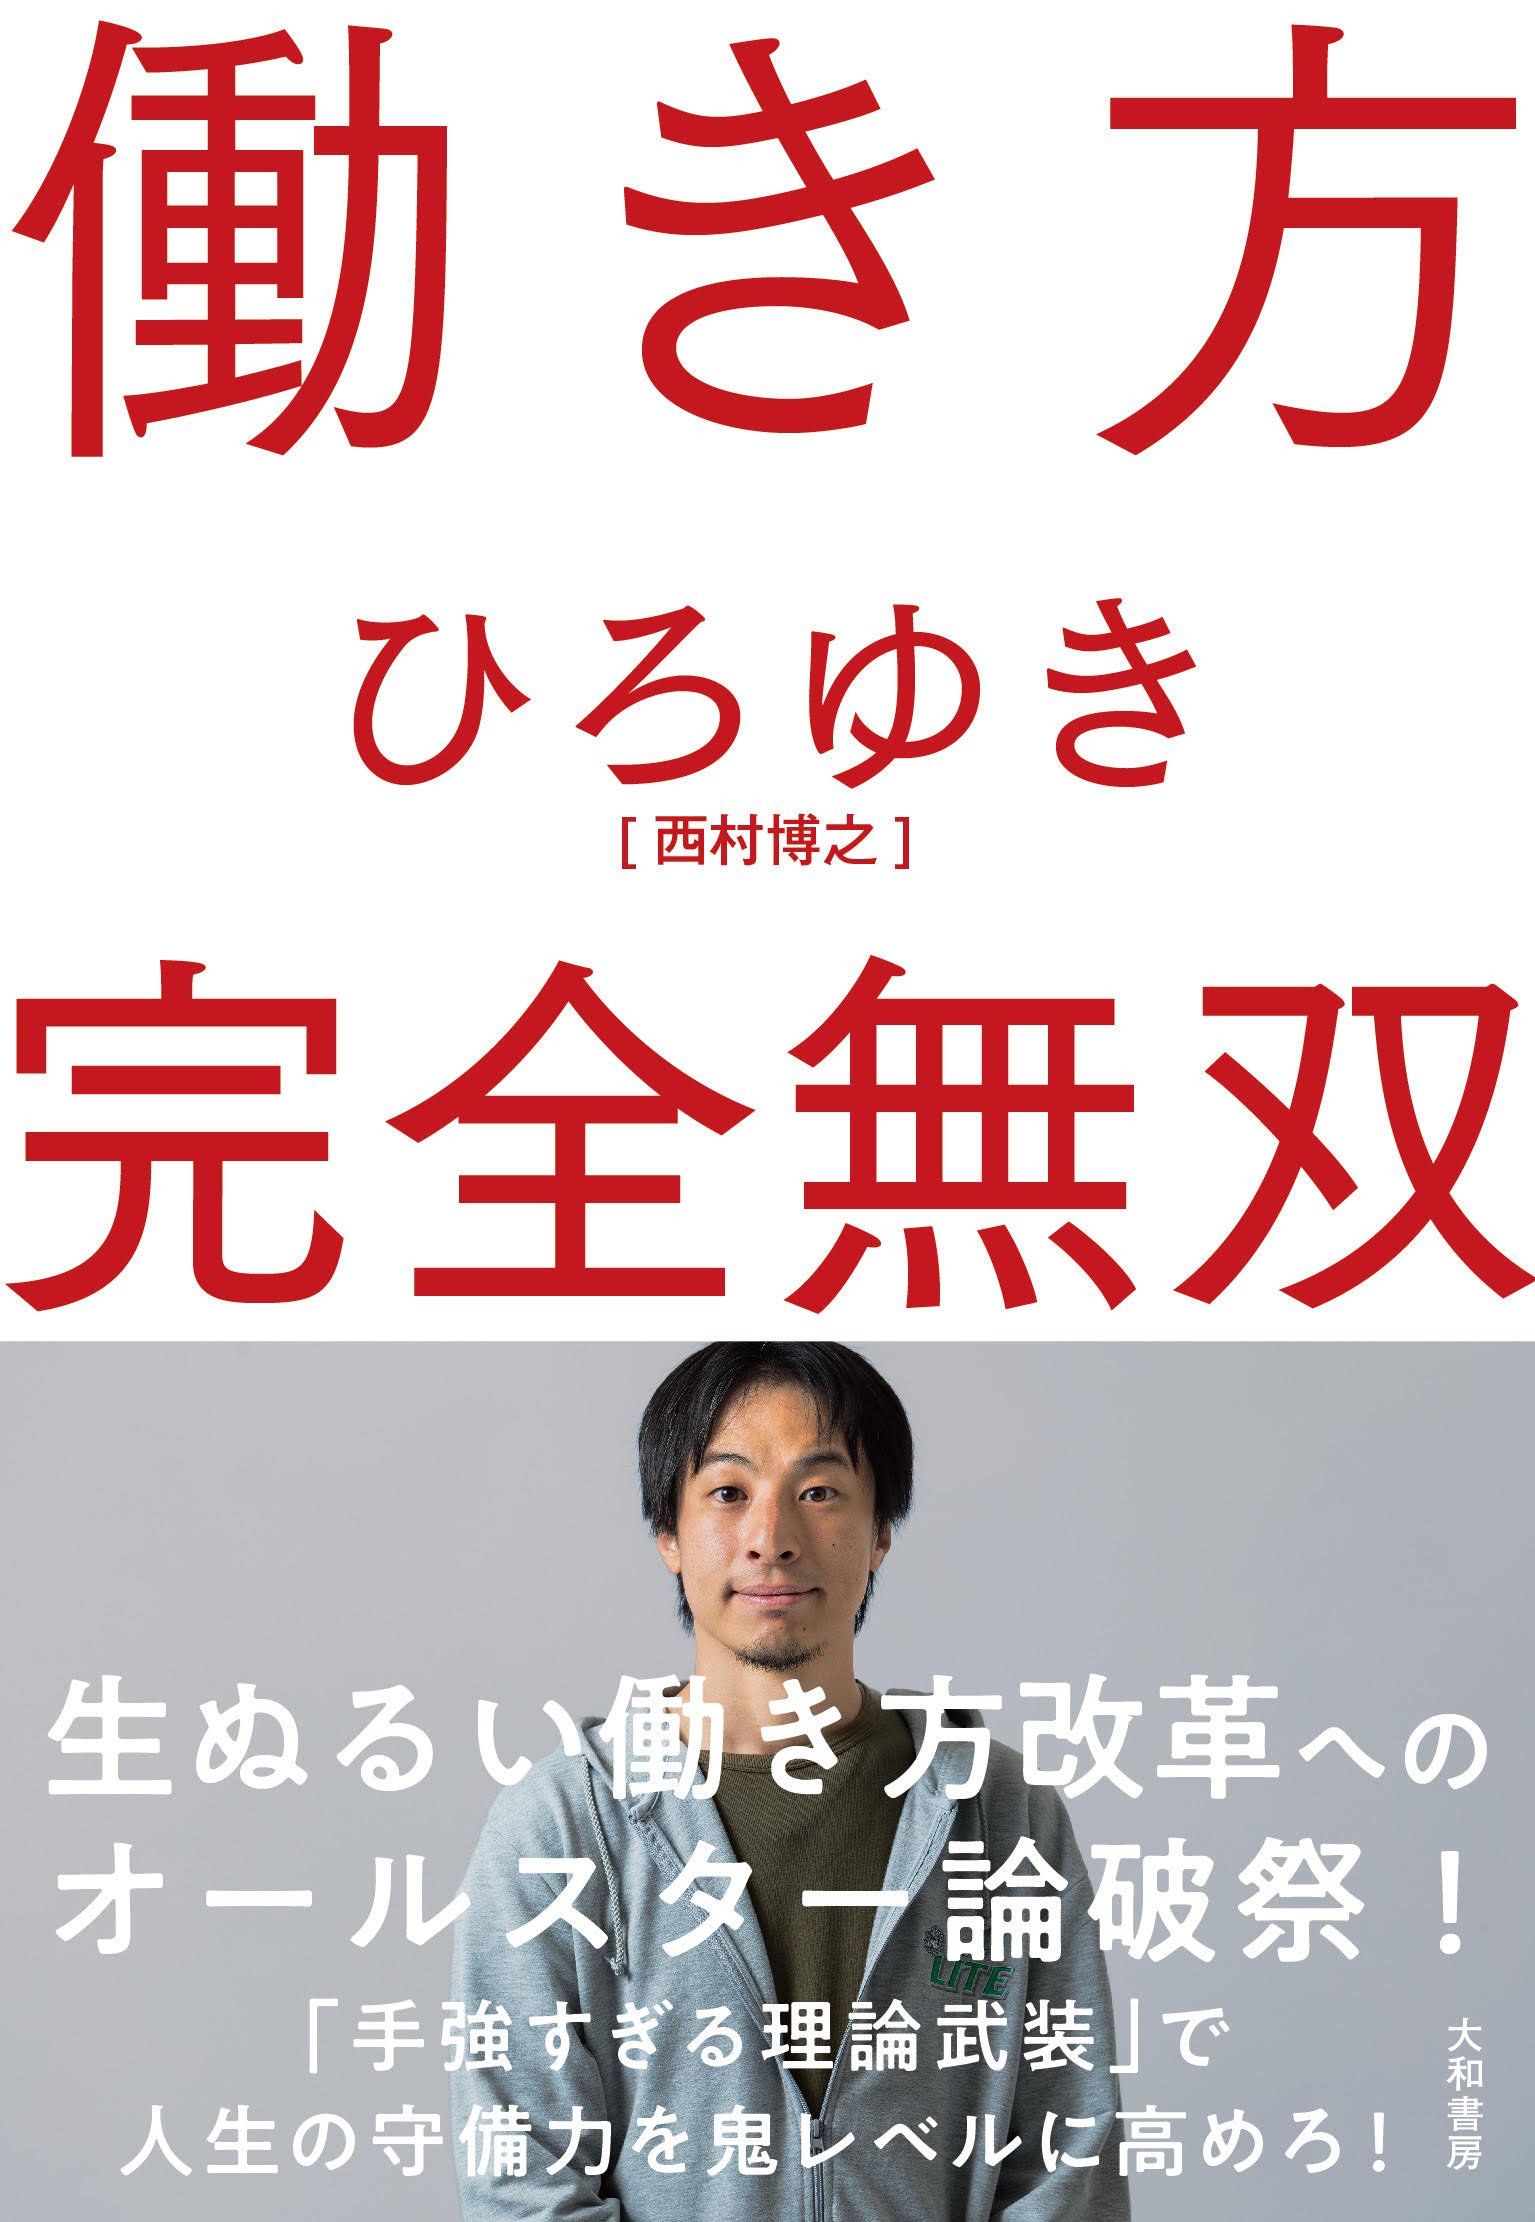 働き方
ひろゆき
[ 西村博之 ]
完全無双
生ぬるい働き方改革への
オールスター論破祭！
LITE
「手強すぎる理論武装」で
人生の守備力を鬼レベルに高めろ！
大和書房